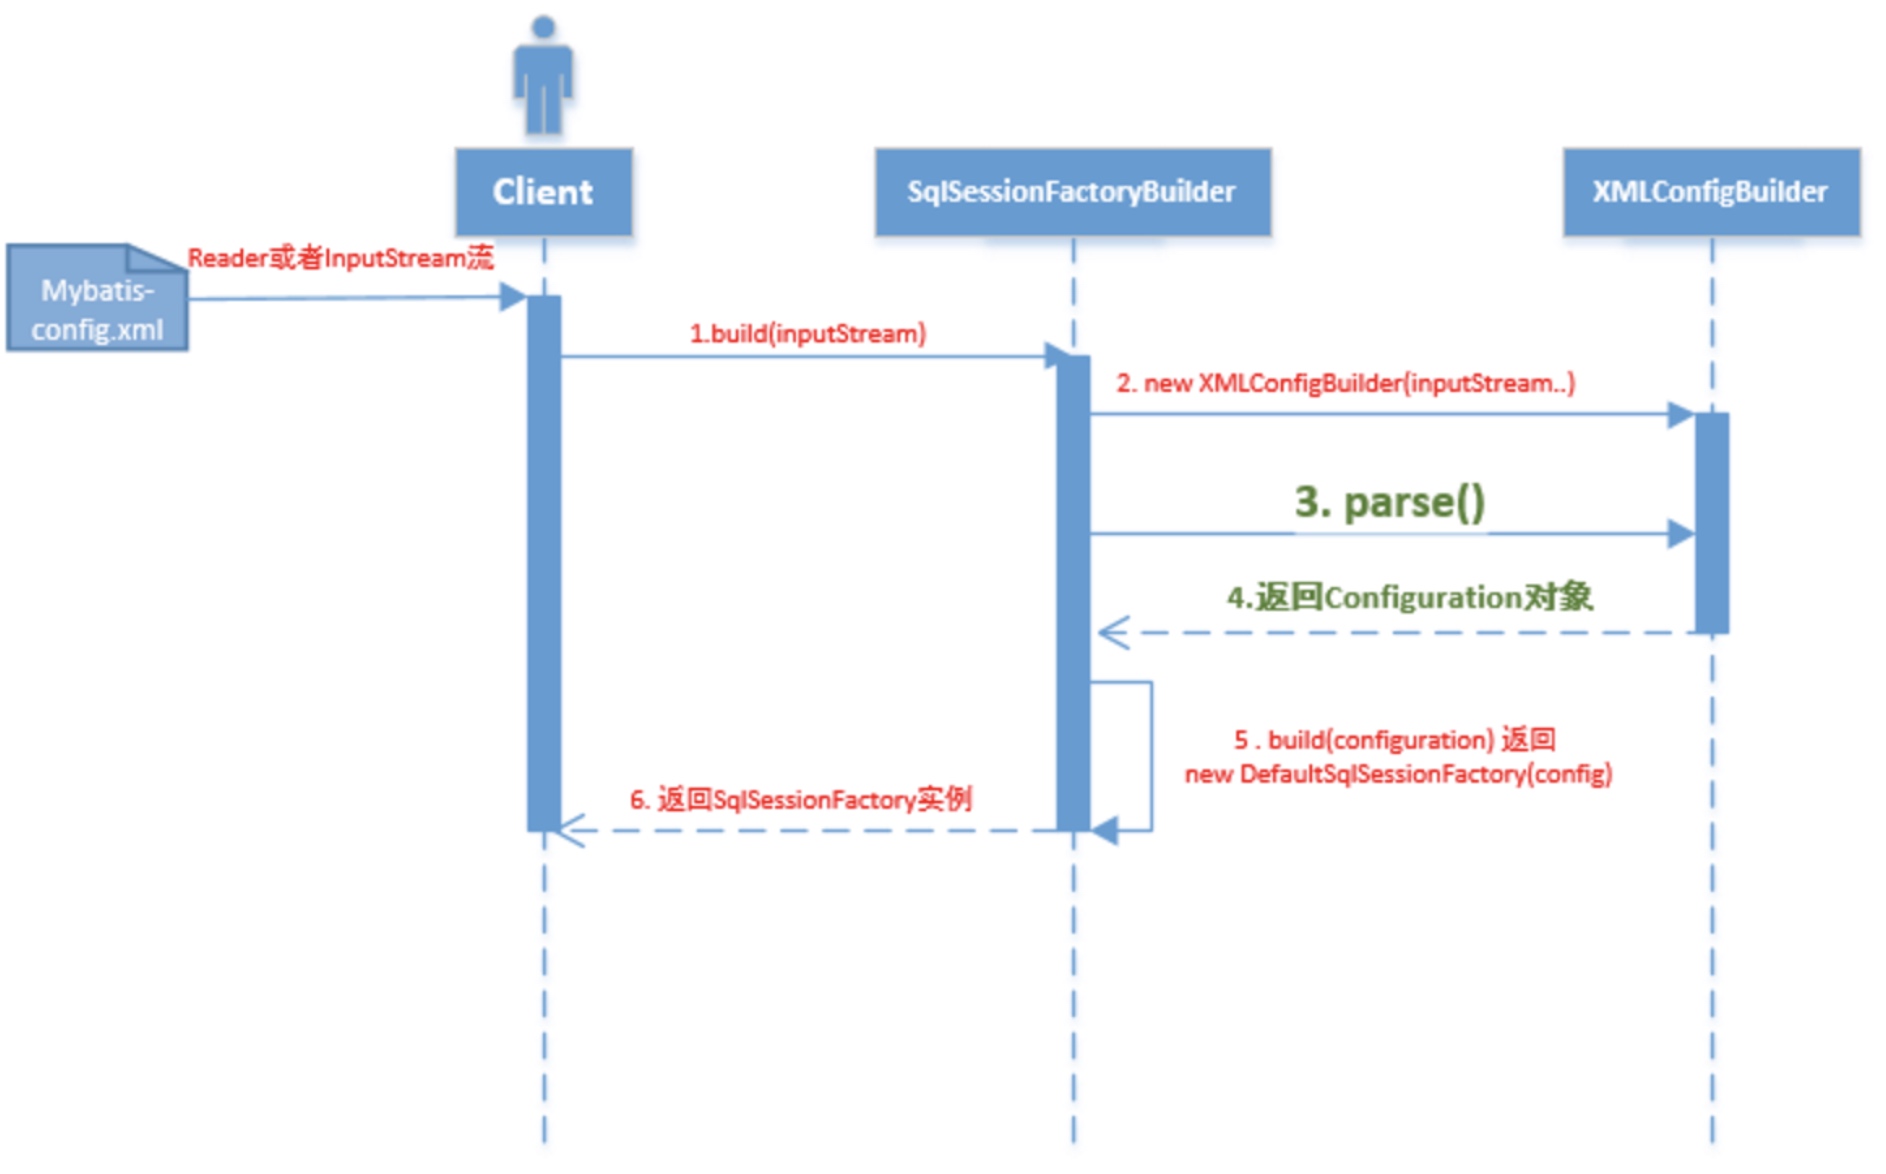 Client
SqlSessionFactoryBuilder
XMLConfigBuilder
Reader或者InputStream流
Mybatis-
config.xml
1.build(inputStream)
2. new XMLConfigBuilder(inputStream..)
3. parse()
4.返回Configuration对象
5 . build(configuration) 返回
new DefaultSqlSessionFactory(config)
6. 返回SqlSessionFactory实例